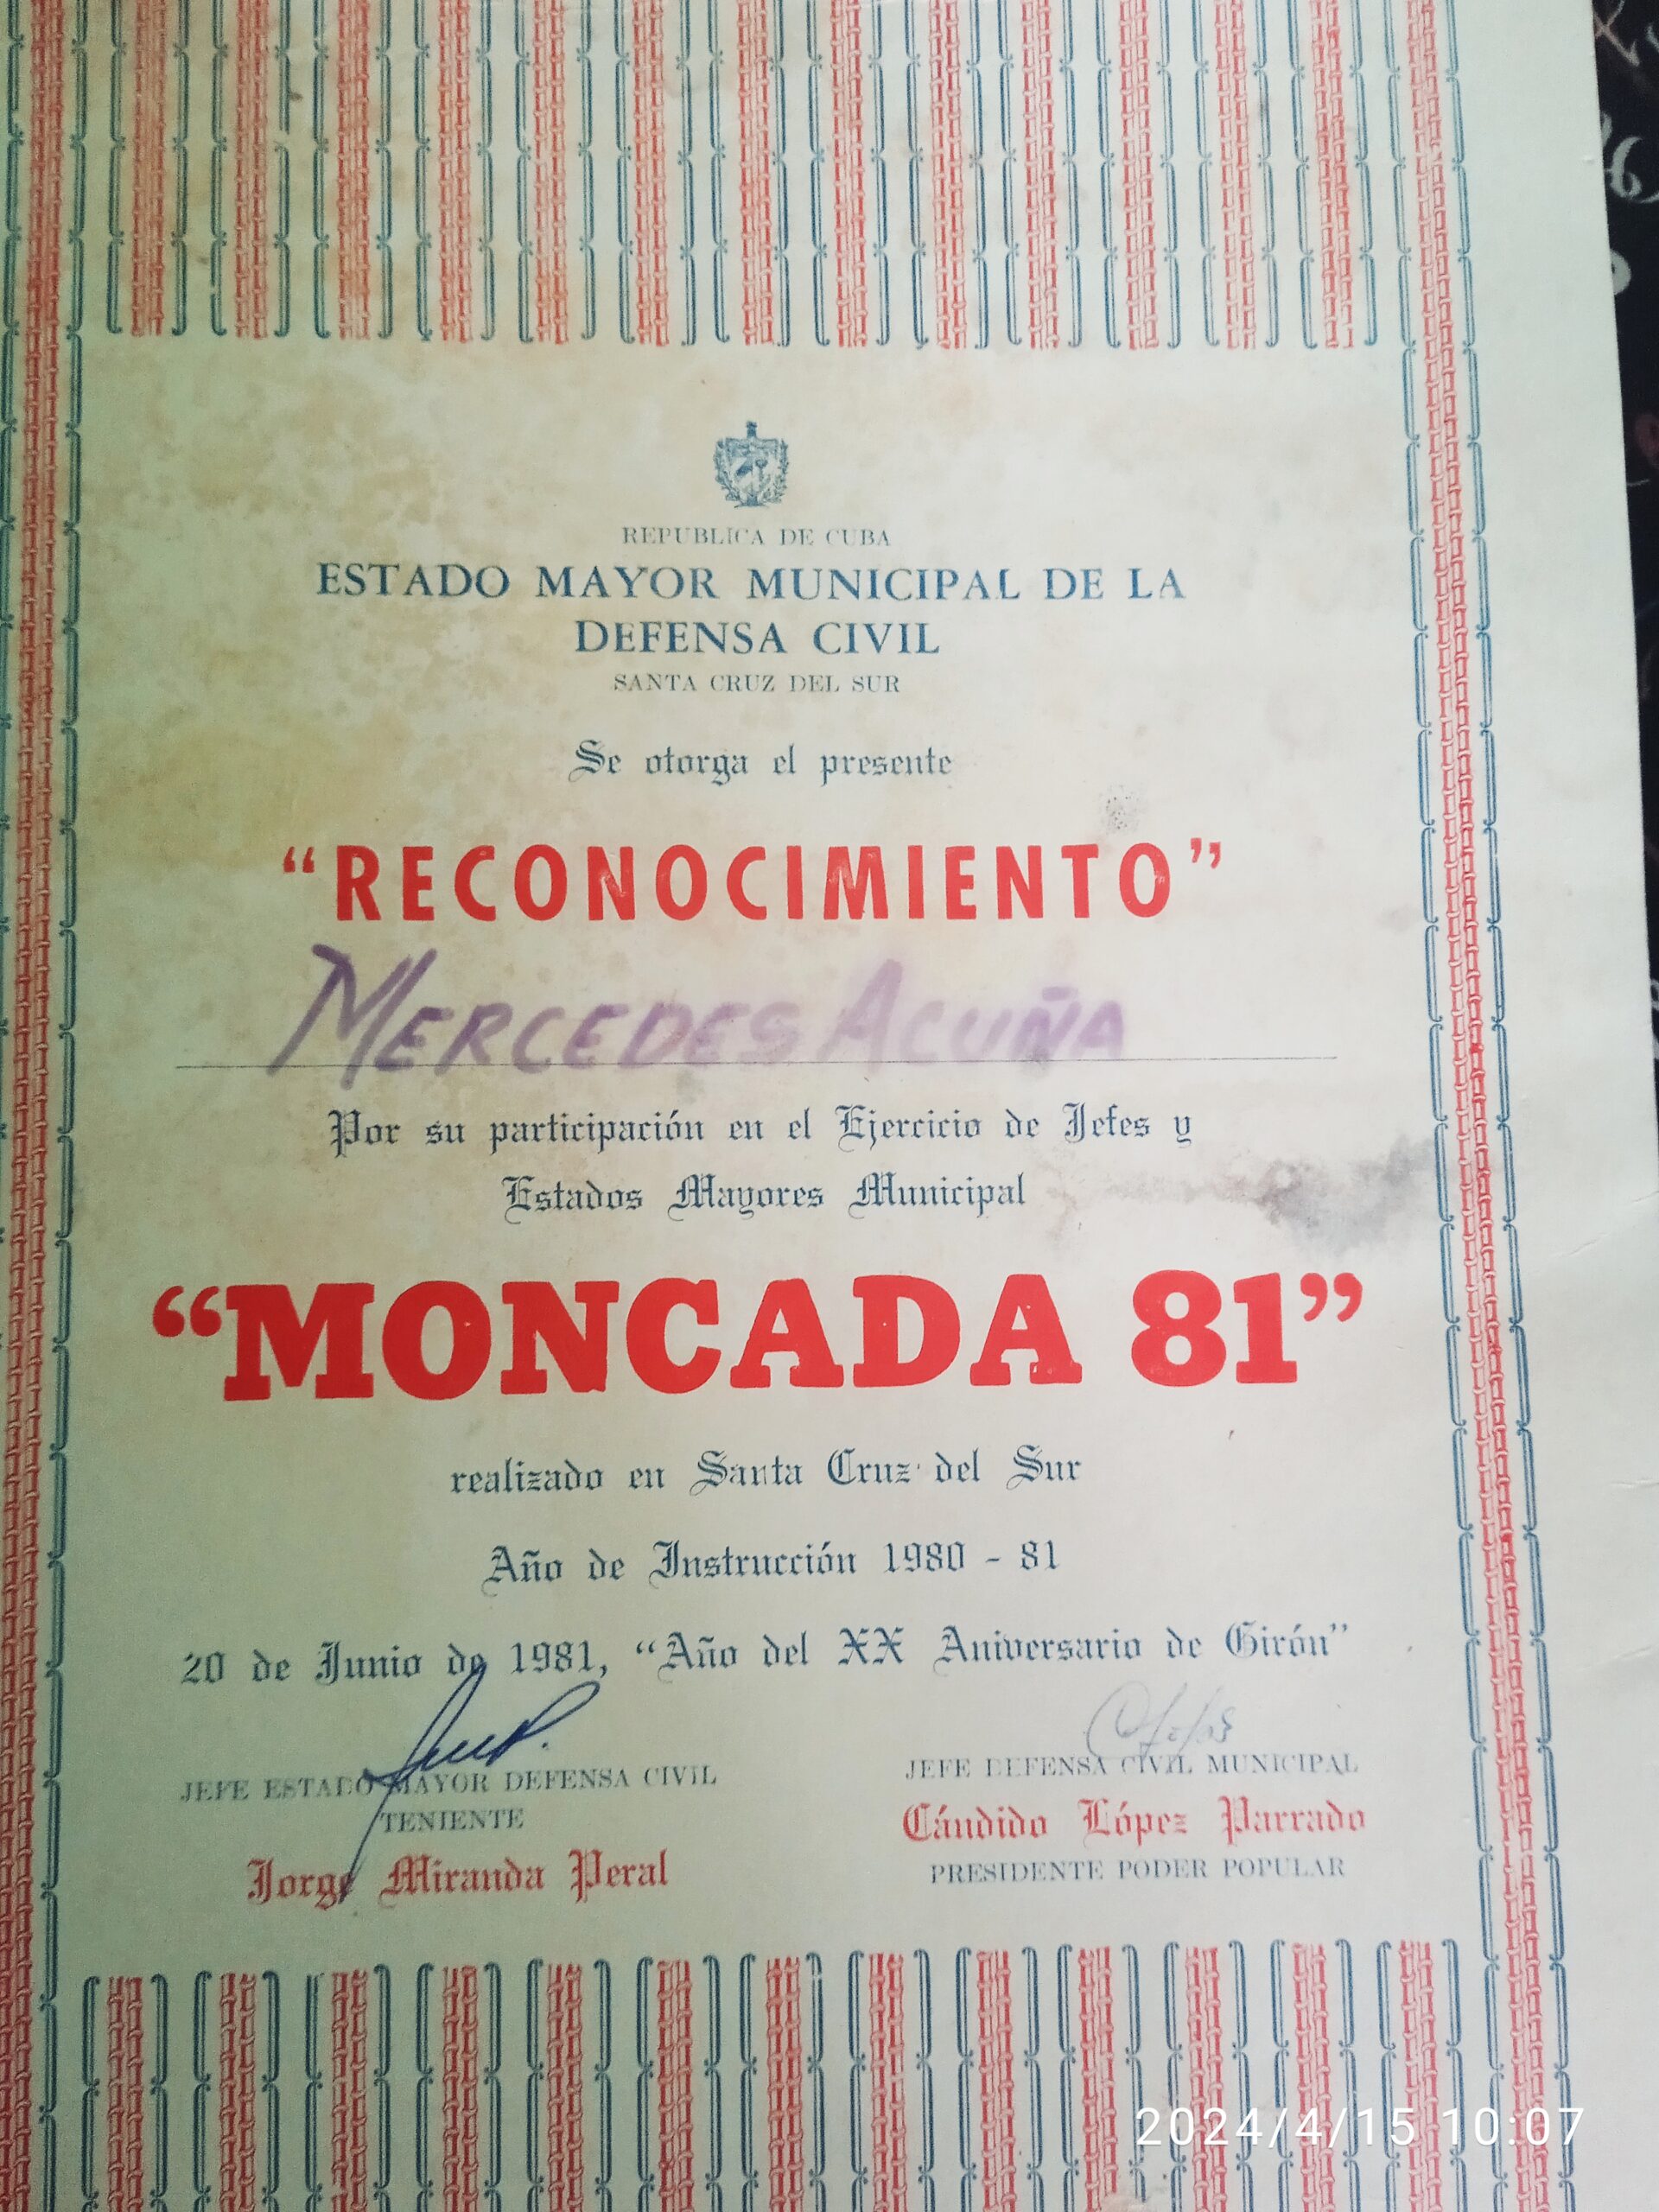 REPUBLICA DE CUBA
ESTADO MAYOR MUNICIPAL DE LA
DEFENSA CIVIL
SANTA CRUZ DEL SUR
Se otorga el presente
“RECONOCIMIENTO”
MERCEDES ACUÑA
Por su participación en el Ejercicio de Jefes y
Estados Mayores Municipal
“MONCADA 81”
realizado en Santa Cruz del Sur
Año de Instrucción 1980 - 81
20 de Junio de 1981, “Año del XX Aniversario de Girón”
JEFE ESTADO MAYOR DEFENSA CIVIL
TENIENTE
Jorge Miranda Peral
JEFE DEFENSA CIVIL MUNICIPAL
Cándido López Parrado
PRESIDENTE PODER POPULAR
2024/4/15 10:07